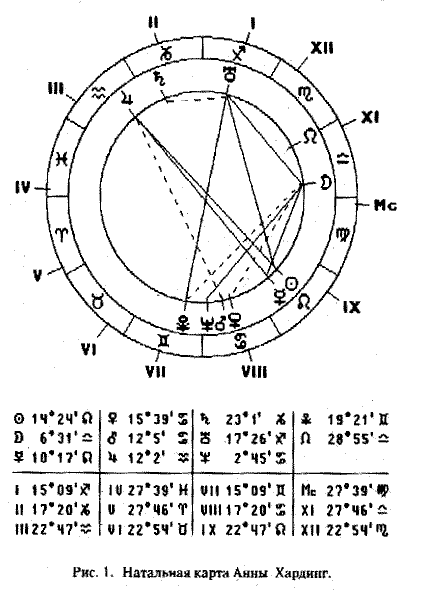 II I
XII
III
XI
IV
Mc
V
IX
VI
VII VIII
☉ 14°24' ♌ ♀ 15°39' ♋ ♄ 23°1' ♑ ♇ 19°21' ♊
☽ 6°31' ♎ ♂ 12°5' ♋ ♅ 17°26' ♐ ☊ 28°55' ♎
☿ 10°17' ♌ ♃ 12°2' ♒ ♆ 2°45' ♋
I 15°09' ♐ IV 27°39' ♓ VII 15°09' ♊ Mc 27°39' ♍
II 17°20' ♑ V 27°46' ♈ VIII 17°20' ♋ XI 27°46' ♎
III 22°47' ♒ VI 22°54' ♉ IX 22°47' ♌ XII 22°54' ♏
Рис. 1. Натальная карта Анны Хардинг.